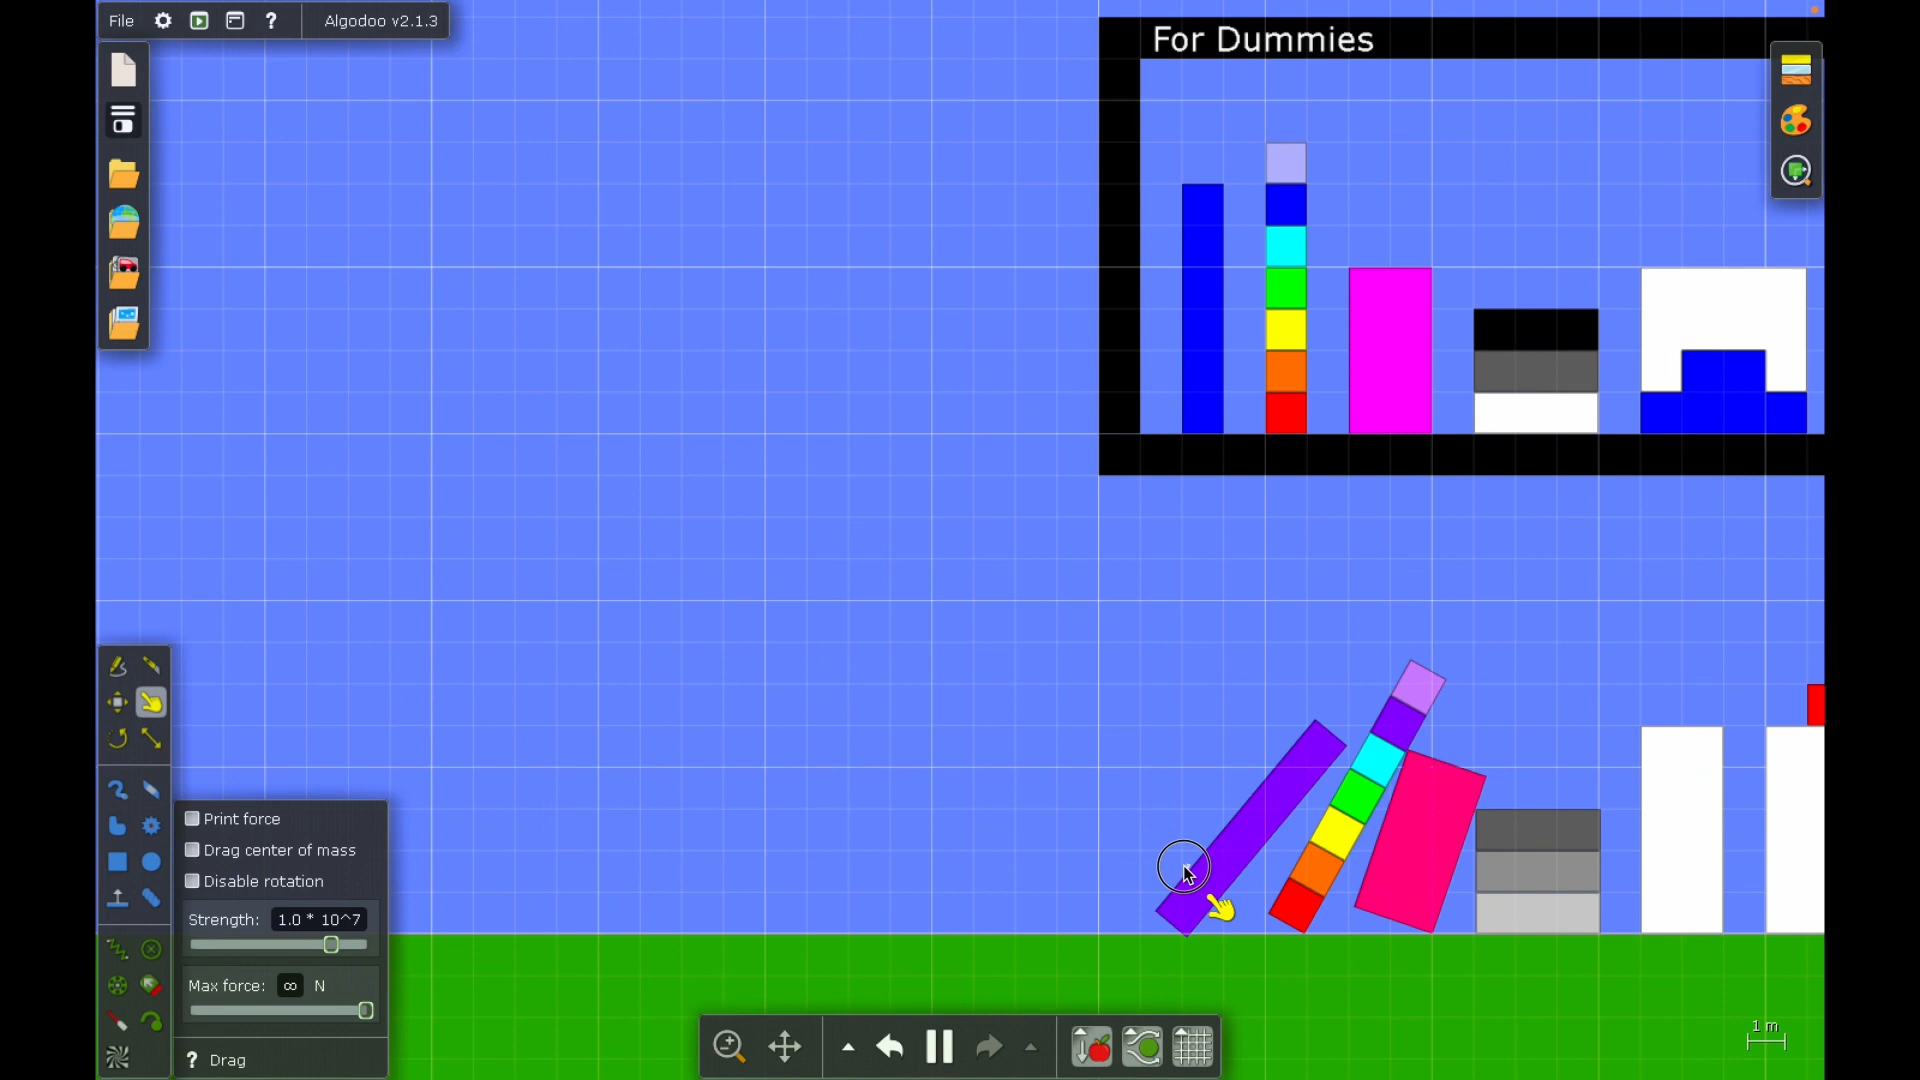 File ? Algodoo v2.1.3
For Dummies
Print force
Drag center of mass
Disable rotation
Strength: 1.0 * 10^7
Max force: ∞ N
? Drag
1 m